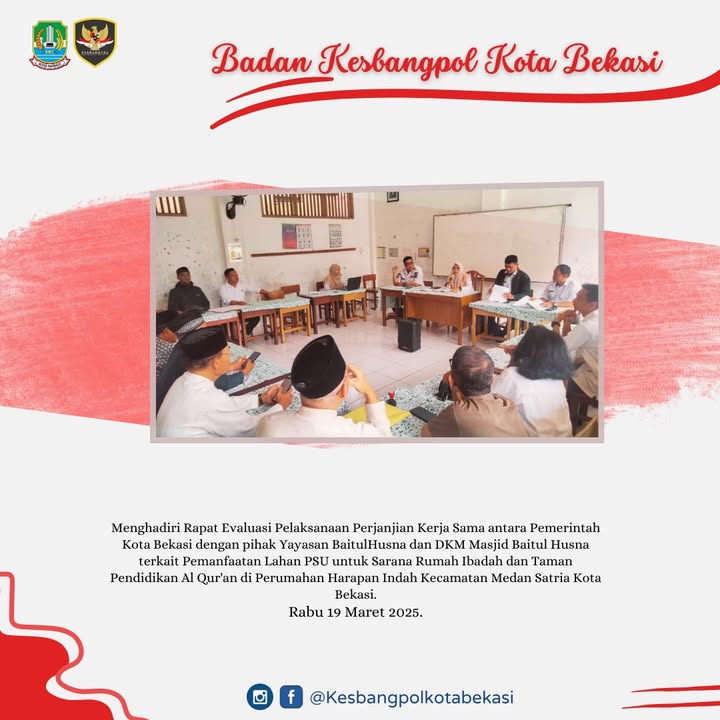 Badan Kesbangpol Kota Bekasi
Menghadiri Rapat Evaluasi Pelaksanaan Perjanjian Kerja Sama antara Pemerintah
Kota Bekasi dengan pihak Yayasan BaitulHusna dan DKM Masjid Baitul Husna
terkait Pemanfaatan Lahan PSU untuk Sarana Rumah Ibadah dan Taman
Pendidikan Al Qur'an di Perumahan Harapan Indah Kecamatan Medan Satria Kota
Bekasi.
Rabu 19 Maret 2025.
@Kesbangpolkotabekasi